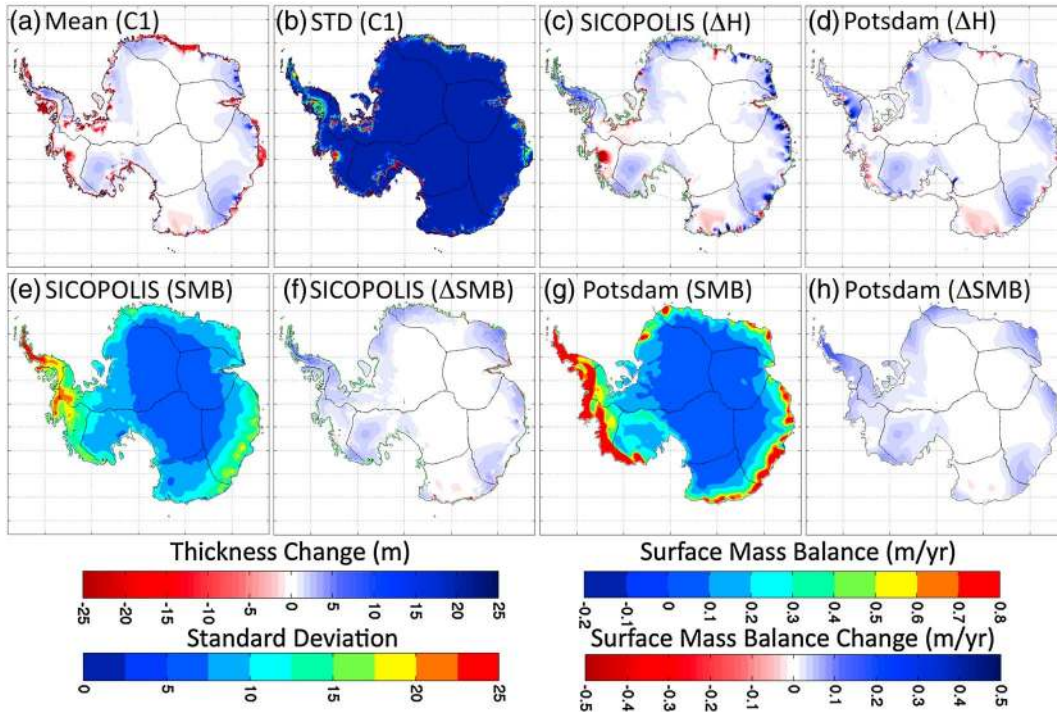 (a) Mean (C1)
(b) STD (C1)
(c) SICOPOLIS (ΔH)
(d) Potsdam (ΔH)
(e) SICOPOLIS (SMB)
(f) SICOPOLIS (ΔSMB)
(g) Potsdam (SMB)
(h) Potsdam (ΔSMB)
Thickness Change (m)
-25 -20 -15 -10 -5 0 5 10 15 20 25
Standard Deviation
0 5 10 15 20 25
Surface Mass Balance (m/yr)
-0.2 -0.1 0 0.1 0.2 0.3 0.4 0.5 0.6 0.7 0.8
Surface Mass Balance Change (m/yr)
-0.5 -0.4 -0.3 -0.2 -0.1 0 0.1 0.2 0.3 0.4 0.5